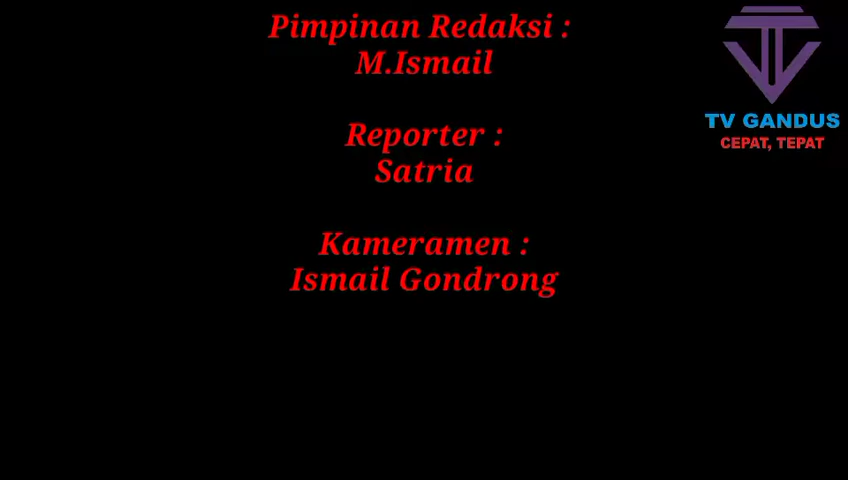 Pimpinan Redaksi :
M.Ismail
Reporter :
Satria
Kameramen :
Ismail Gondrong
TV GANDUS
CEPAT, TEPAT